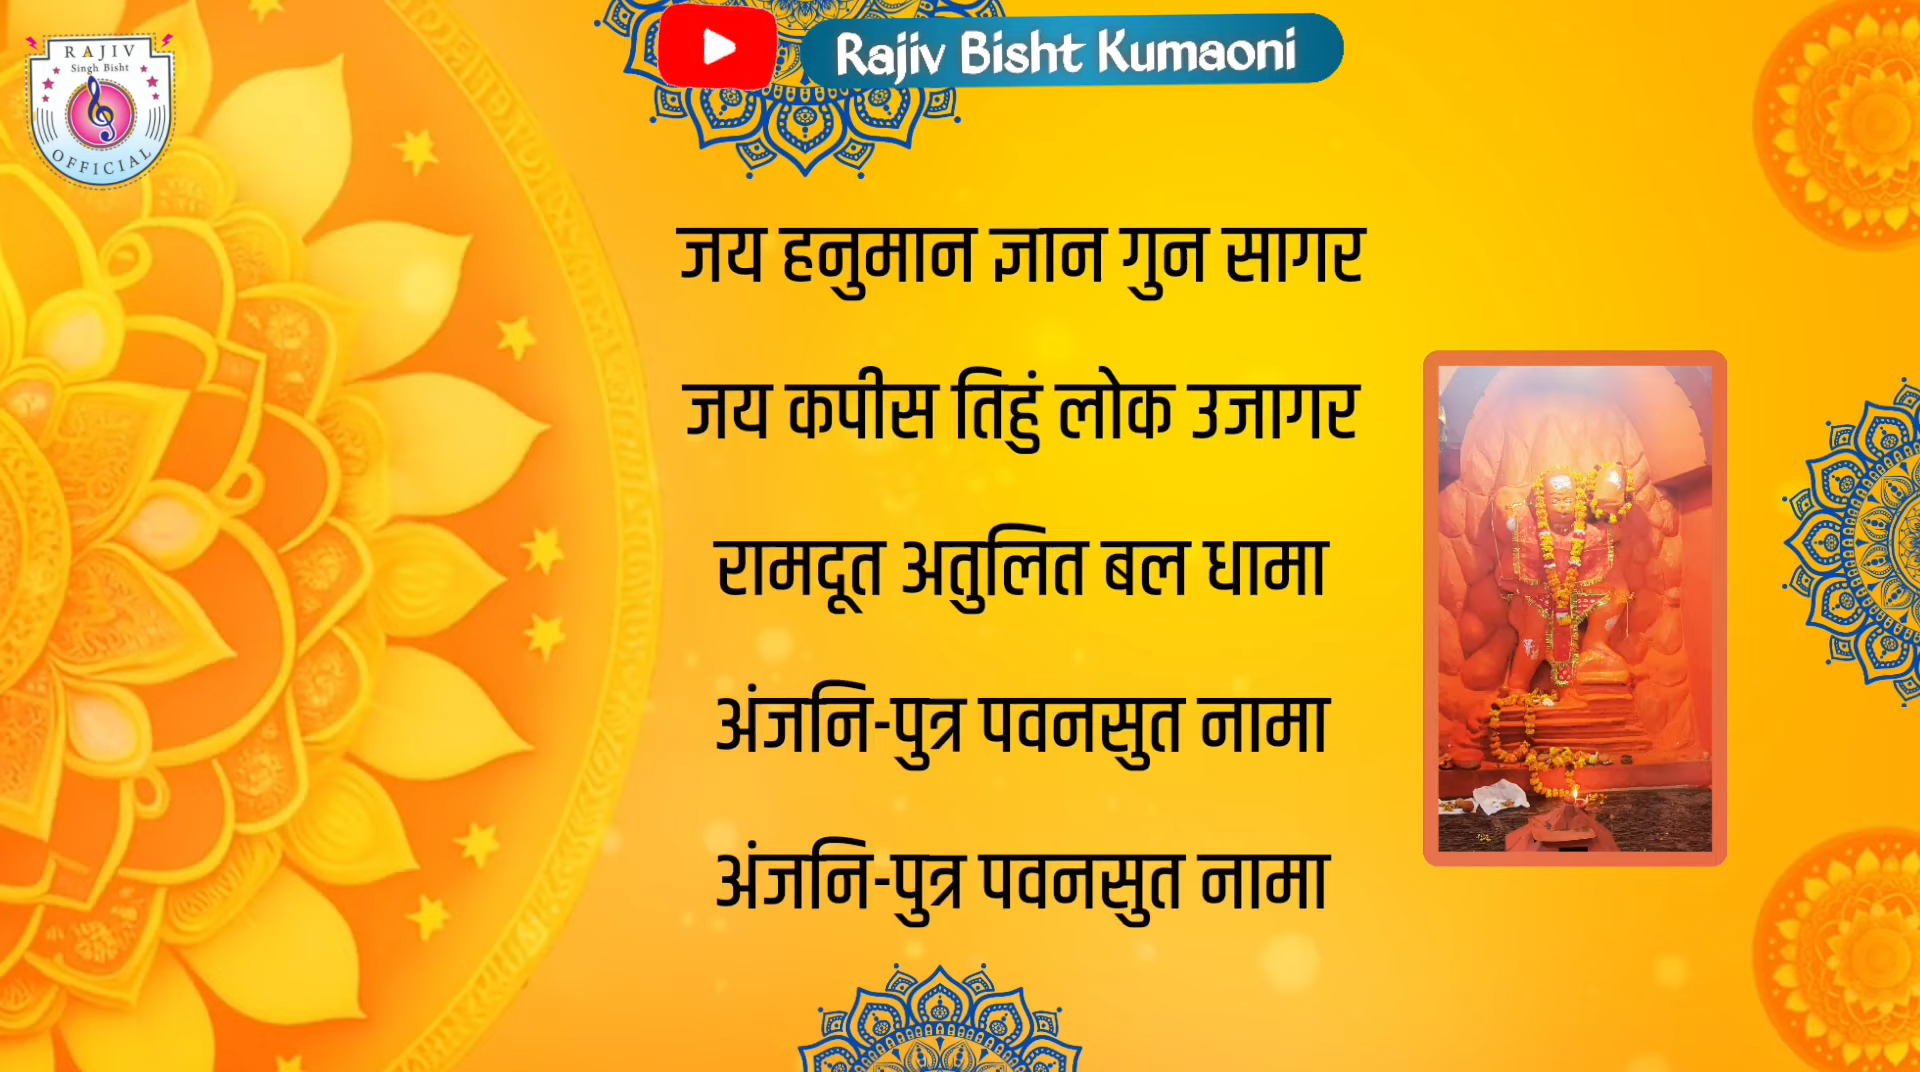 RAJIV
Singh Bisht
OFFICIAL
Rajiv Bisht Kumaoni
जय हनुमान ज्ञान गुन सागर
जय कपीस तिहुं लोक उजागर
रामदूत अतुलित बल धामा
अंजनि-पुत्र पवनसुत नामा
अंजनि-पुत्र पवनसुत नामा